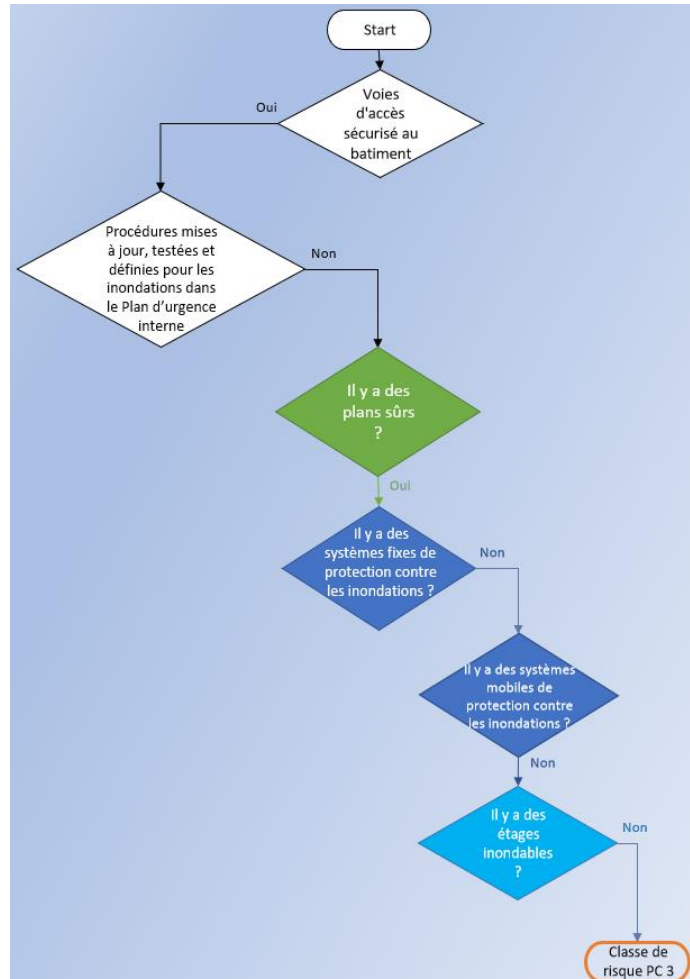 Start
Voies
d'accès
sécurisé au
batiment
Oui
Procédures mises
à jour, testées et
définies pour les
inondations dans
le Plan d’urgence
interne
Non
Il y a des
plans sûrs
?
Oui
Il y a des
systèmes fixes de
protection contre
les inondations ?
Non
Il y a des systèmes
mobiles de
protection contre
les inondations ?
Non
Il y a des
étages
inondables
?
Non
Classe de
risque PC 3